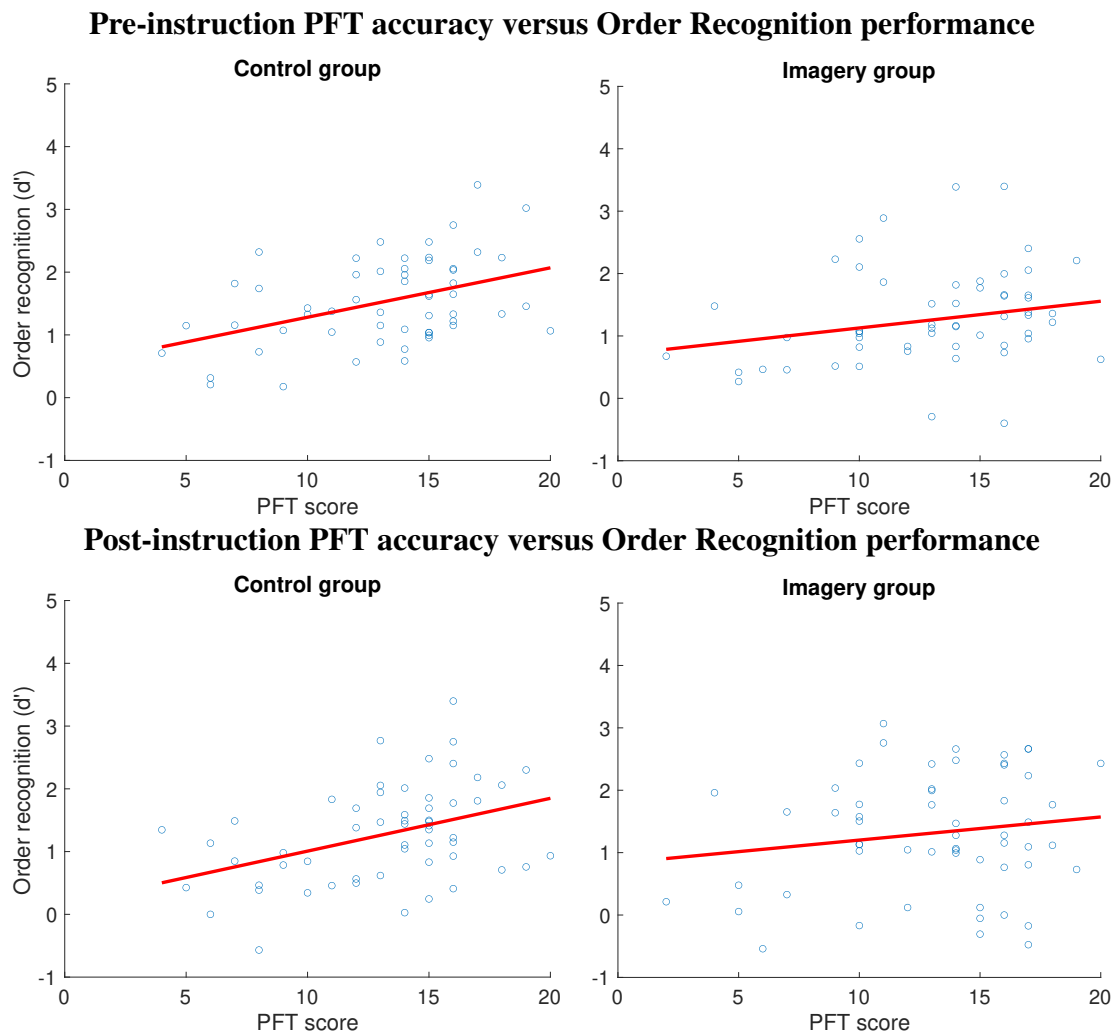 Pre-instruction PFT accuracy versus Order Recognition performance
Control group
Imagery group
5
4
3
2
1
0
-1
Order recognition (d')
0 5 10 15 20
PFT score
5
4
3
2
1
0
-1
0 5 10 15 20
PFT score
Post-instruction PFT accuracy versus Order Recognition performance
Control group
Imagery group
5
4
3
2
1
0
-1
Order recognition (d')
0 5 10 15 20
PFT score
5
4
3
2
1
0
-1
0 5 10 15 20
PFT score